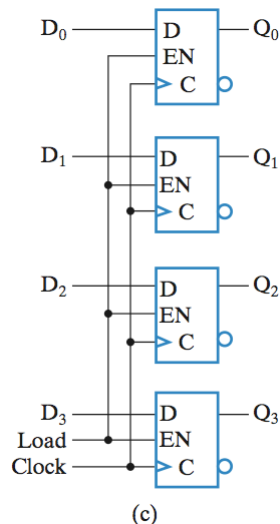 D0 D Q0
EN
C
D1 D Q1
EN
C
D2 D Q2
EN
C
D3 D Q3
Load EN
Clock C
(c)